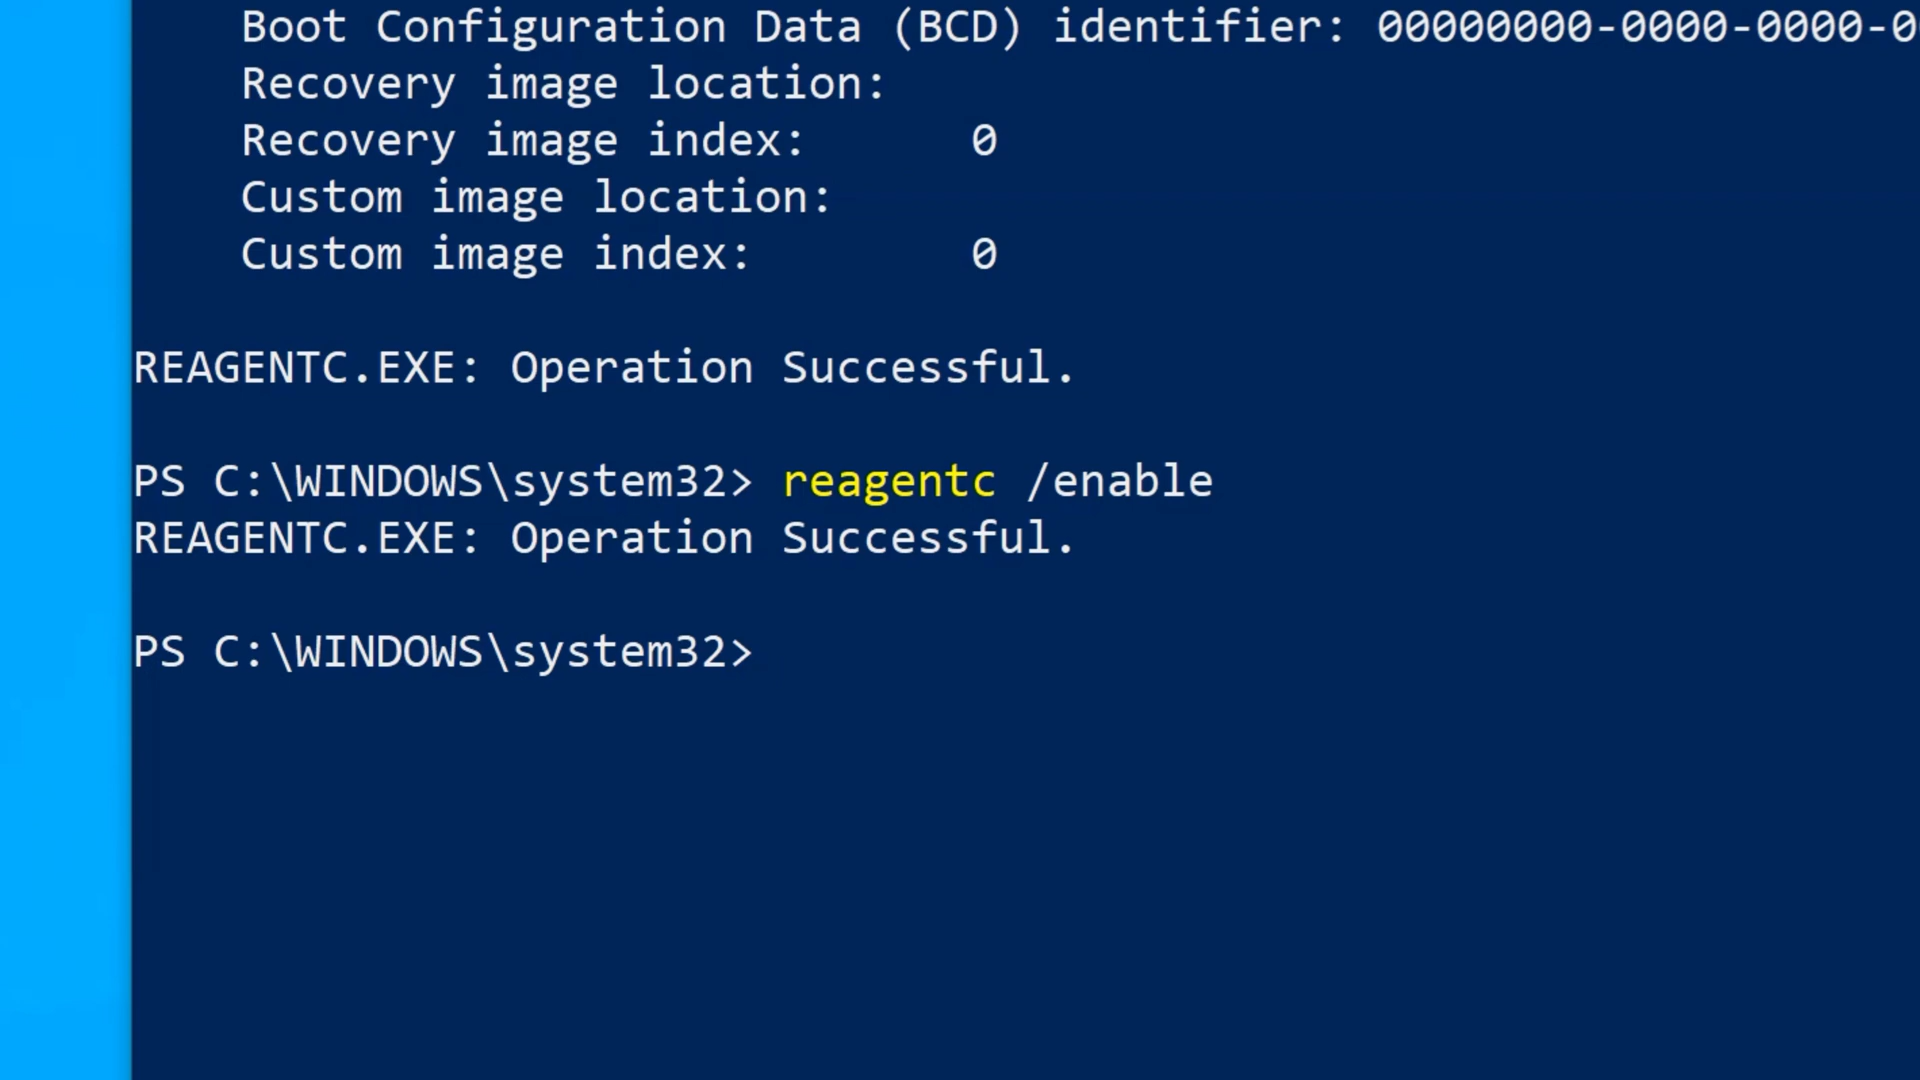 Boot Configuration Data (BCD) identifier: 00000000-0000-0000-0
Recovery image location:
Recovery image index: 0
Custom image location:
Custom image index: 0
REAGENTC.EXE: Operation Successful.
PS C:\WINDOWS\system32> reagentc /enable
REAGENTC.EXE: Operation Successful.
PS C:\WINDOWS\system32>